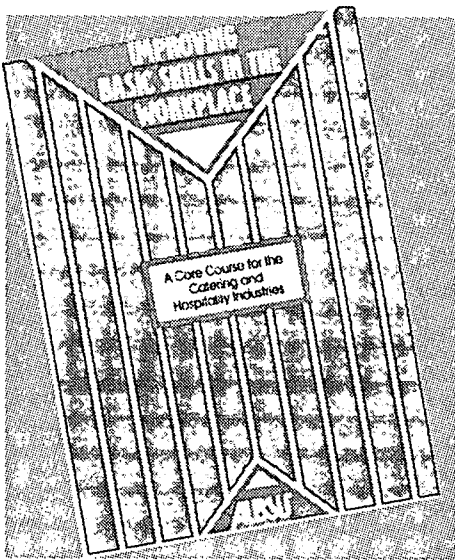 IMPROVING
BASIC SKILLS IN THE
WORKPLACE
A Core Course for the
Catering and
Hospitality Industries